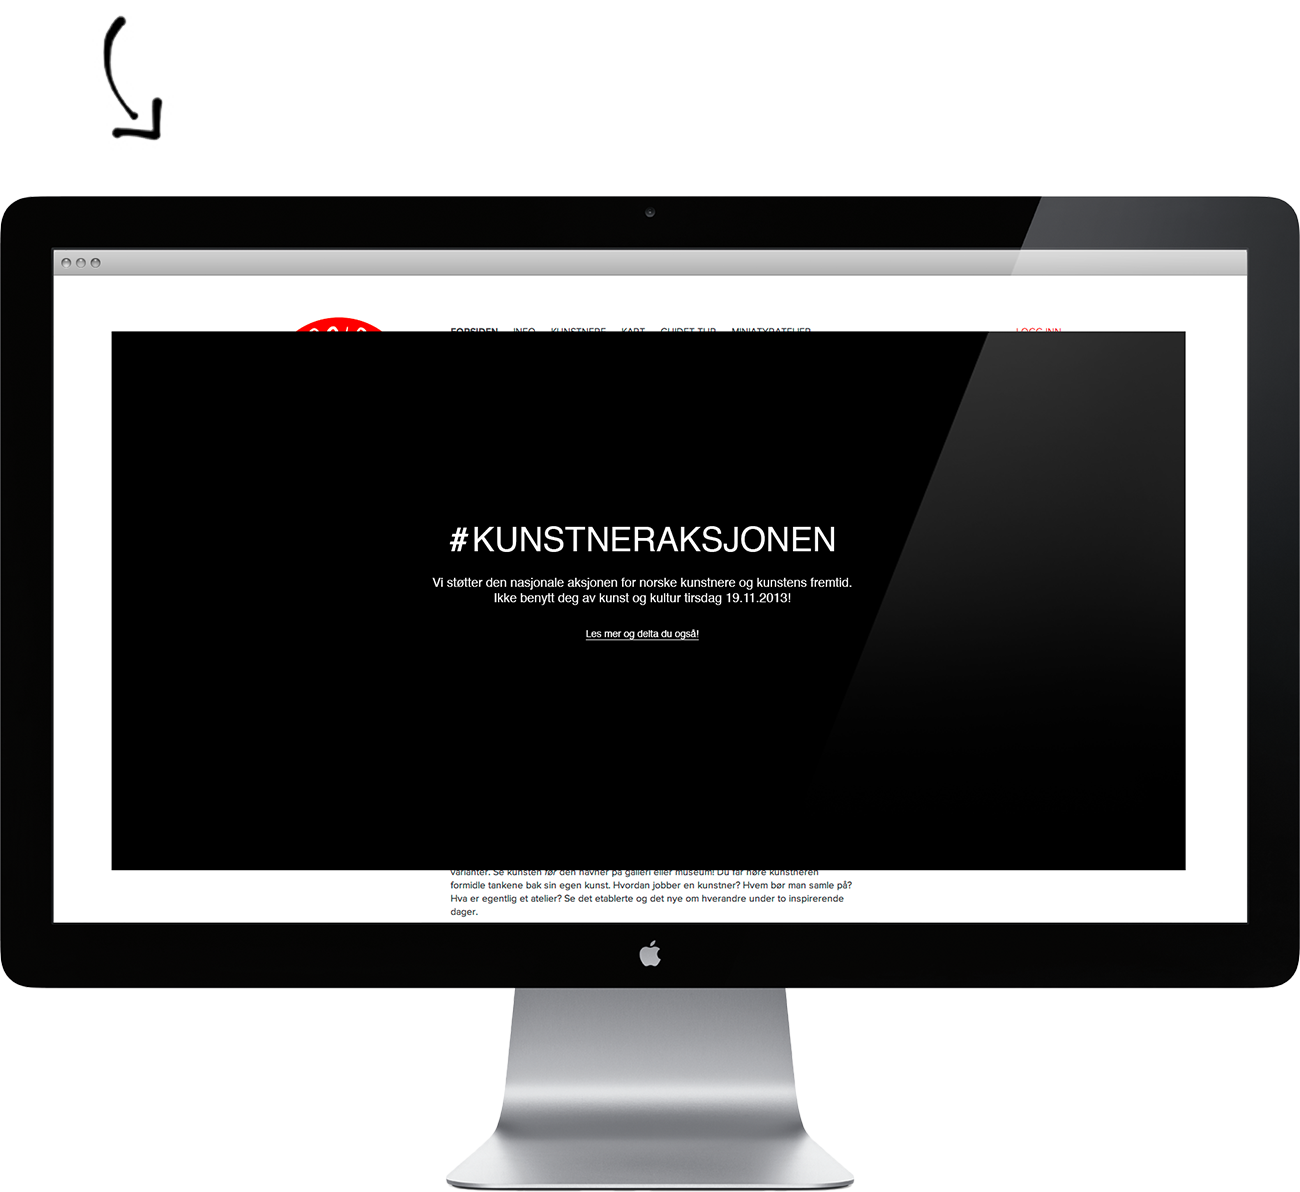 FORSIDEN INFO KUNSTNERE KART GUIDET TUR MINIATYRATELIER LOGG INN
#KUNSTNERAKSJONEN
Vi støtter den nasjonale aksjonen for norske kunstnere og kunstens fremtid.
Ikke benytt deg av kunst og kultur tirsdag 19.11.2013!
Les mer og delta du også!
varianter. Se kunsten før den havner på galleri eller museum! Du får høre kunstneren
formidle tankene bak sin egen kunst. Hvordan jobber en kunstner? Hvem bør man samle på?
Hva er egentlig et atelier? Se det etablerte og det nye om hverandre under to inspirerende
dager.